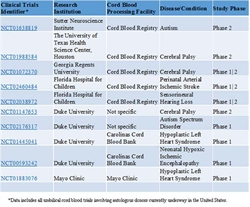 Clinical Trials Identifier* Research Institution Cord Blood Processing Facility Disease/Condition Study Phase
NCT01638819 Sutter Neuroscience Institute Cord Blood Registry Autism Phase 2
NCT01988184 The University of Texas Health Science Center, Houston Cord Blood Registry Cerebral Palsy Phase 2
NCT01072370 Georgia Regents University Cord Blood Registry Cerebral Palsy Phase 1|2
NCT02460484 Florida Hospital for Children Cord Blood Registry Perinatal Arterial Ischemic Stroke Phase 1|2
NCT02038972 Florida Hospital for Children Cord Blood Registry Sensorineural Hearing Loss Phase 1|2
NCT01147653 Duke University Not specific Cerebral Palsy Phase 2
NCT02176317 Duke University Not specific Autism Spectrum Disorder Phase 1
NCT01445041 Duke University Carolinas Cord Blood Bank Hypoplastic Left Heart Syndrome Phase 1
NCT00593242 Duke University Carolinas Cord Blood Bank Neonatal Hypoxic Ischemic Encephalopathy Phase 1
NCT01883076 Mayo Clinic Mayo Clinic Hypoplastic Left Heart Syndrome Phase 1
*Data includes all umbilical cord blood trials involving autologous disease currently underway in the United States.